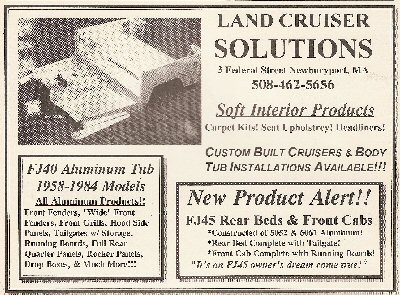 LAND CRUISER
SOLUTIONS
3 Federal Street Newburyport, MA
508-462-5656
Soft Interior Products
Carpet Kits! Seat Upholstrey! Headliners!
CUSTOM BUILT CRUISERS & BODY
TUB INSTALLATIONS AVAILABLE!!!
FJ40 Aluminum Tub
1958-1984 Models
All Aluminum Products!!
Front Fenders, 'Wide' Front
Fenders, Front Grills, Hood Side
Panels, Tailgates w/ Storage,
Running Boards, Full Rear
Quarter Panels, Rocker Panels,
Drop Boxes, & Much More!!!
New Product Alert!!
FJ45 Rear Beds & Front Cabs
*Constructed of 5052 & 6061 Aluminum!
*Rear Bed Complete with Tailgate!
*Front Cab Complete with Running Boards!
"It's an FJ45 owner's dream come true!"